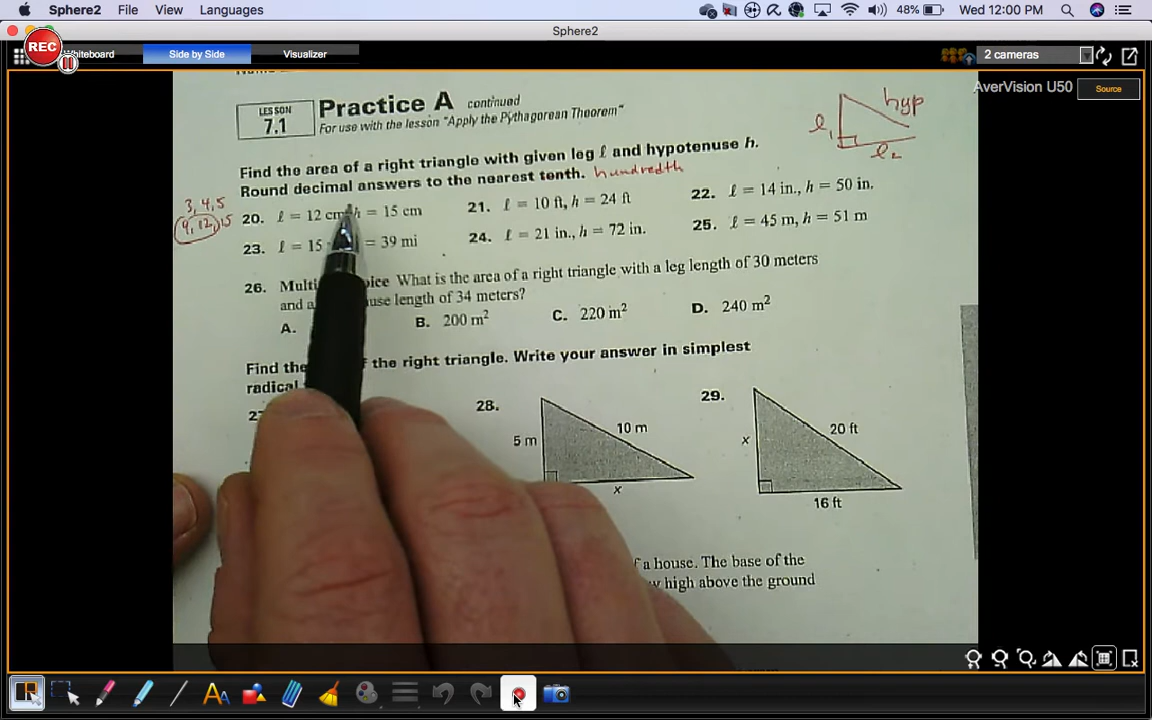 Sphere2 File View Languages 48% Wed 12:00 PM
Sphere2
REC
Whiteboard Side by Side Visualizer 2 cameras
AverVision U50 Source
LESSON
7.1
Practice A continued
For use with the lesson "Apply the Pythagorean Theorem"
hyp
ℓ1
ℓ2
Find the area of a right triangle with given leg ℓ and hypotenuse h.
Round decimal answers to the nearest tenth. hundredth
3, 4, 5
9, 12, 15
20. ℓ = 12 cm h = 15 cm 21. ℓ = 10 ft, h = 24 ft 22. ℓ = 14 in., h = 50 in.
23. ℓ = 15 = 39 mi 24. ℓ = 21 in., h = 72 in. 25. ℓ = 45 m, h = 51 m
26. What is the area of a right triangle with a leg length of 30 meters
and a length of 34 meters?
A. B. 200 m² C. 220 m² D. 240 m²
Find the the right triangle. Write your answer in simplest
radical
28. 5 m 10 m x
29. x 20 ft 16 ft
a house. The base of the
high above the ground